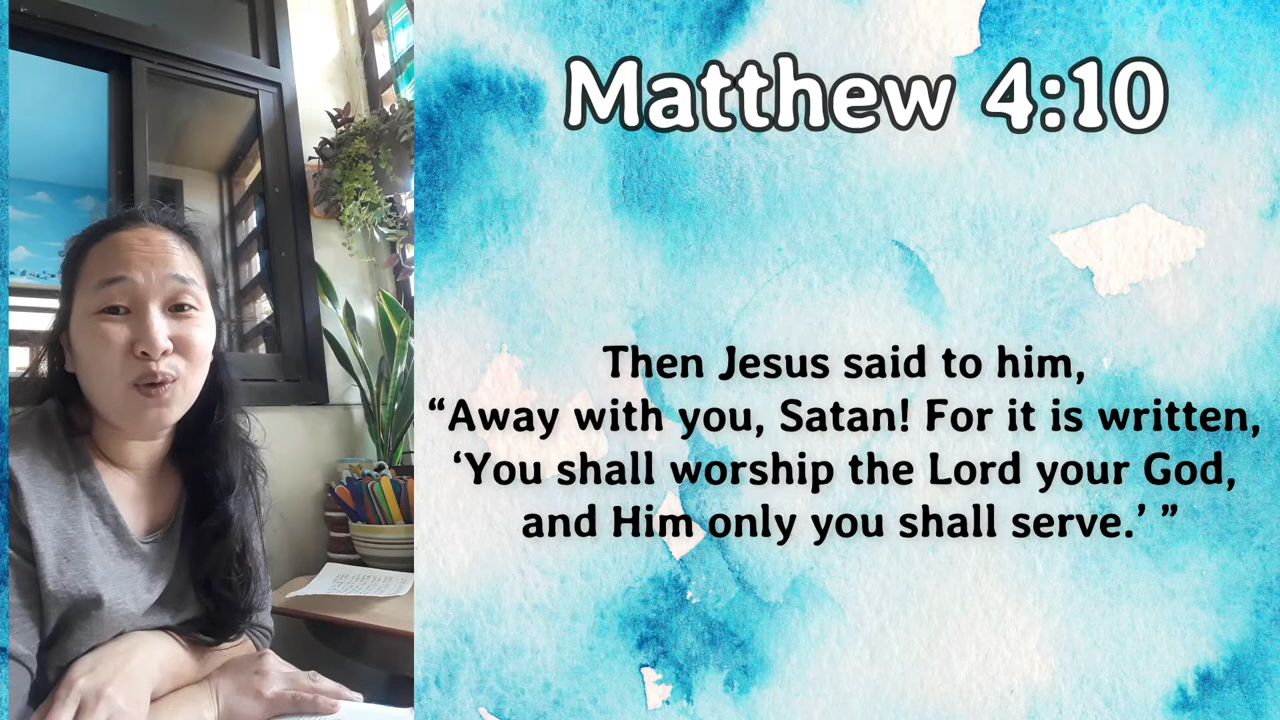 Matthew 4:10
Then Jesus said to him,
“Away with you, Satan! For it is written,
‘You shall worship the Lord your God,
and Him only you shall serve.’ ”